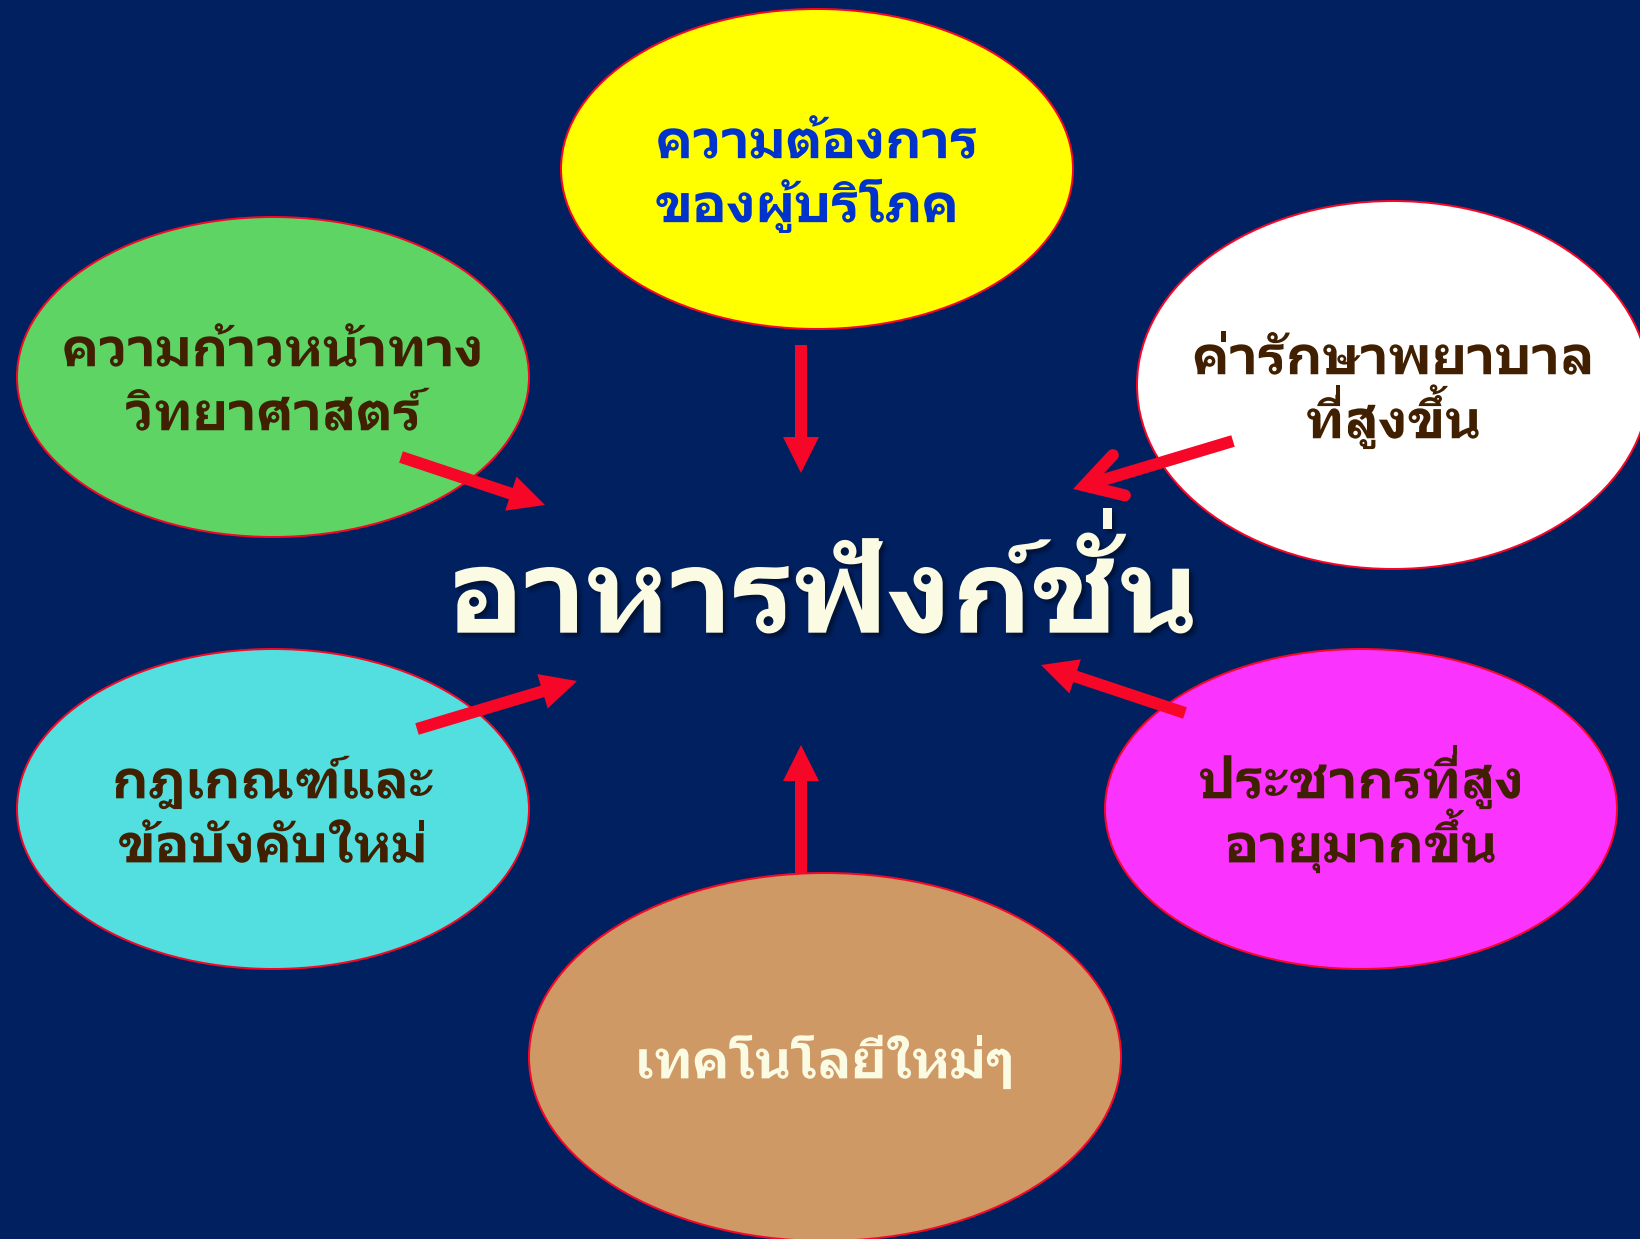 ความต้องการ
ของผู้บริโภค
ความก้าวหน้าทาง
วิทยาศาสตร์
ค่ารักษาพยาบาล
ที่สูงขึ้น
อาหารฟังก์ชั่น
กฎเกณฑ์และ
ข้อบังคับใหม่
ประชากรที่สูง
อายุมากขึ้น
เทคโนโลยีใหม่ๆ